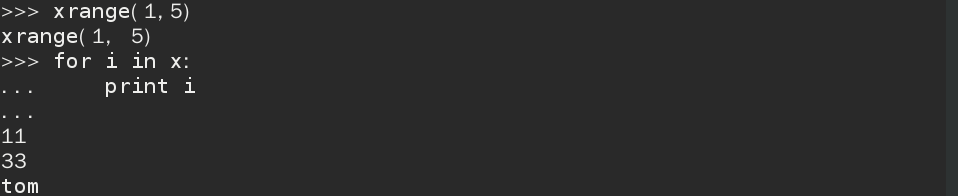 >>> xrange(1,5)
xrange(1, 5)
>>> for i in x:
...     print i
...
11
33
tom